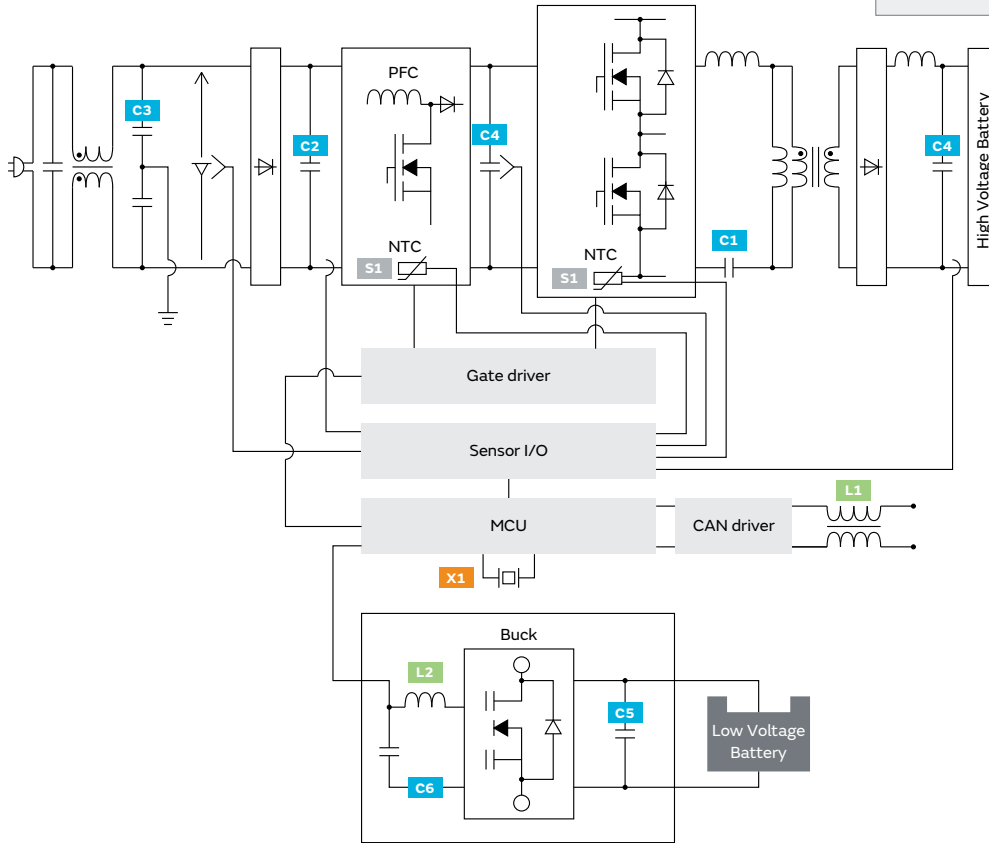 PFC
C3
C2
C4
C4
High Voltage Battery
C1
NTC
S1
NTC
S1
Gate driver
Sensor I/O
MCU
CAN driver
L1
X1
Buck
L2
C5
C6
Low Voltage
Battery